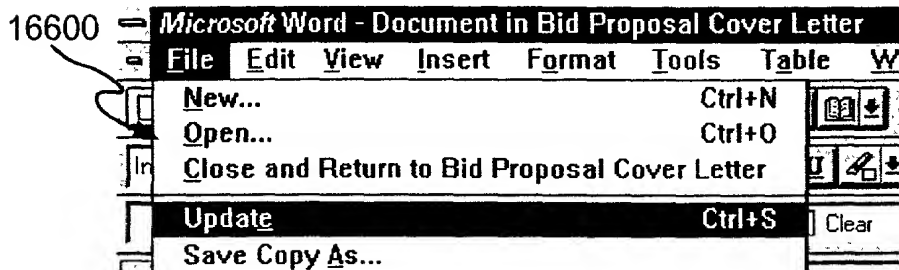 16600
Microsoft Word - Document in Bid Proposal Cover Letter
File Edit View Insert Format Tools Table W
New... Ctrl+N
Open... Ctrl+O
In Close and Return to Bid Proposal Cover Letter U
Update Ctrl+S Clear
Save Copy As...